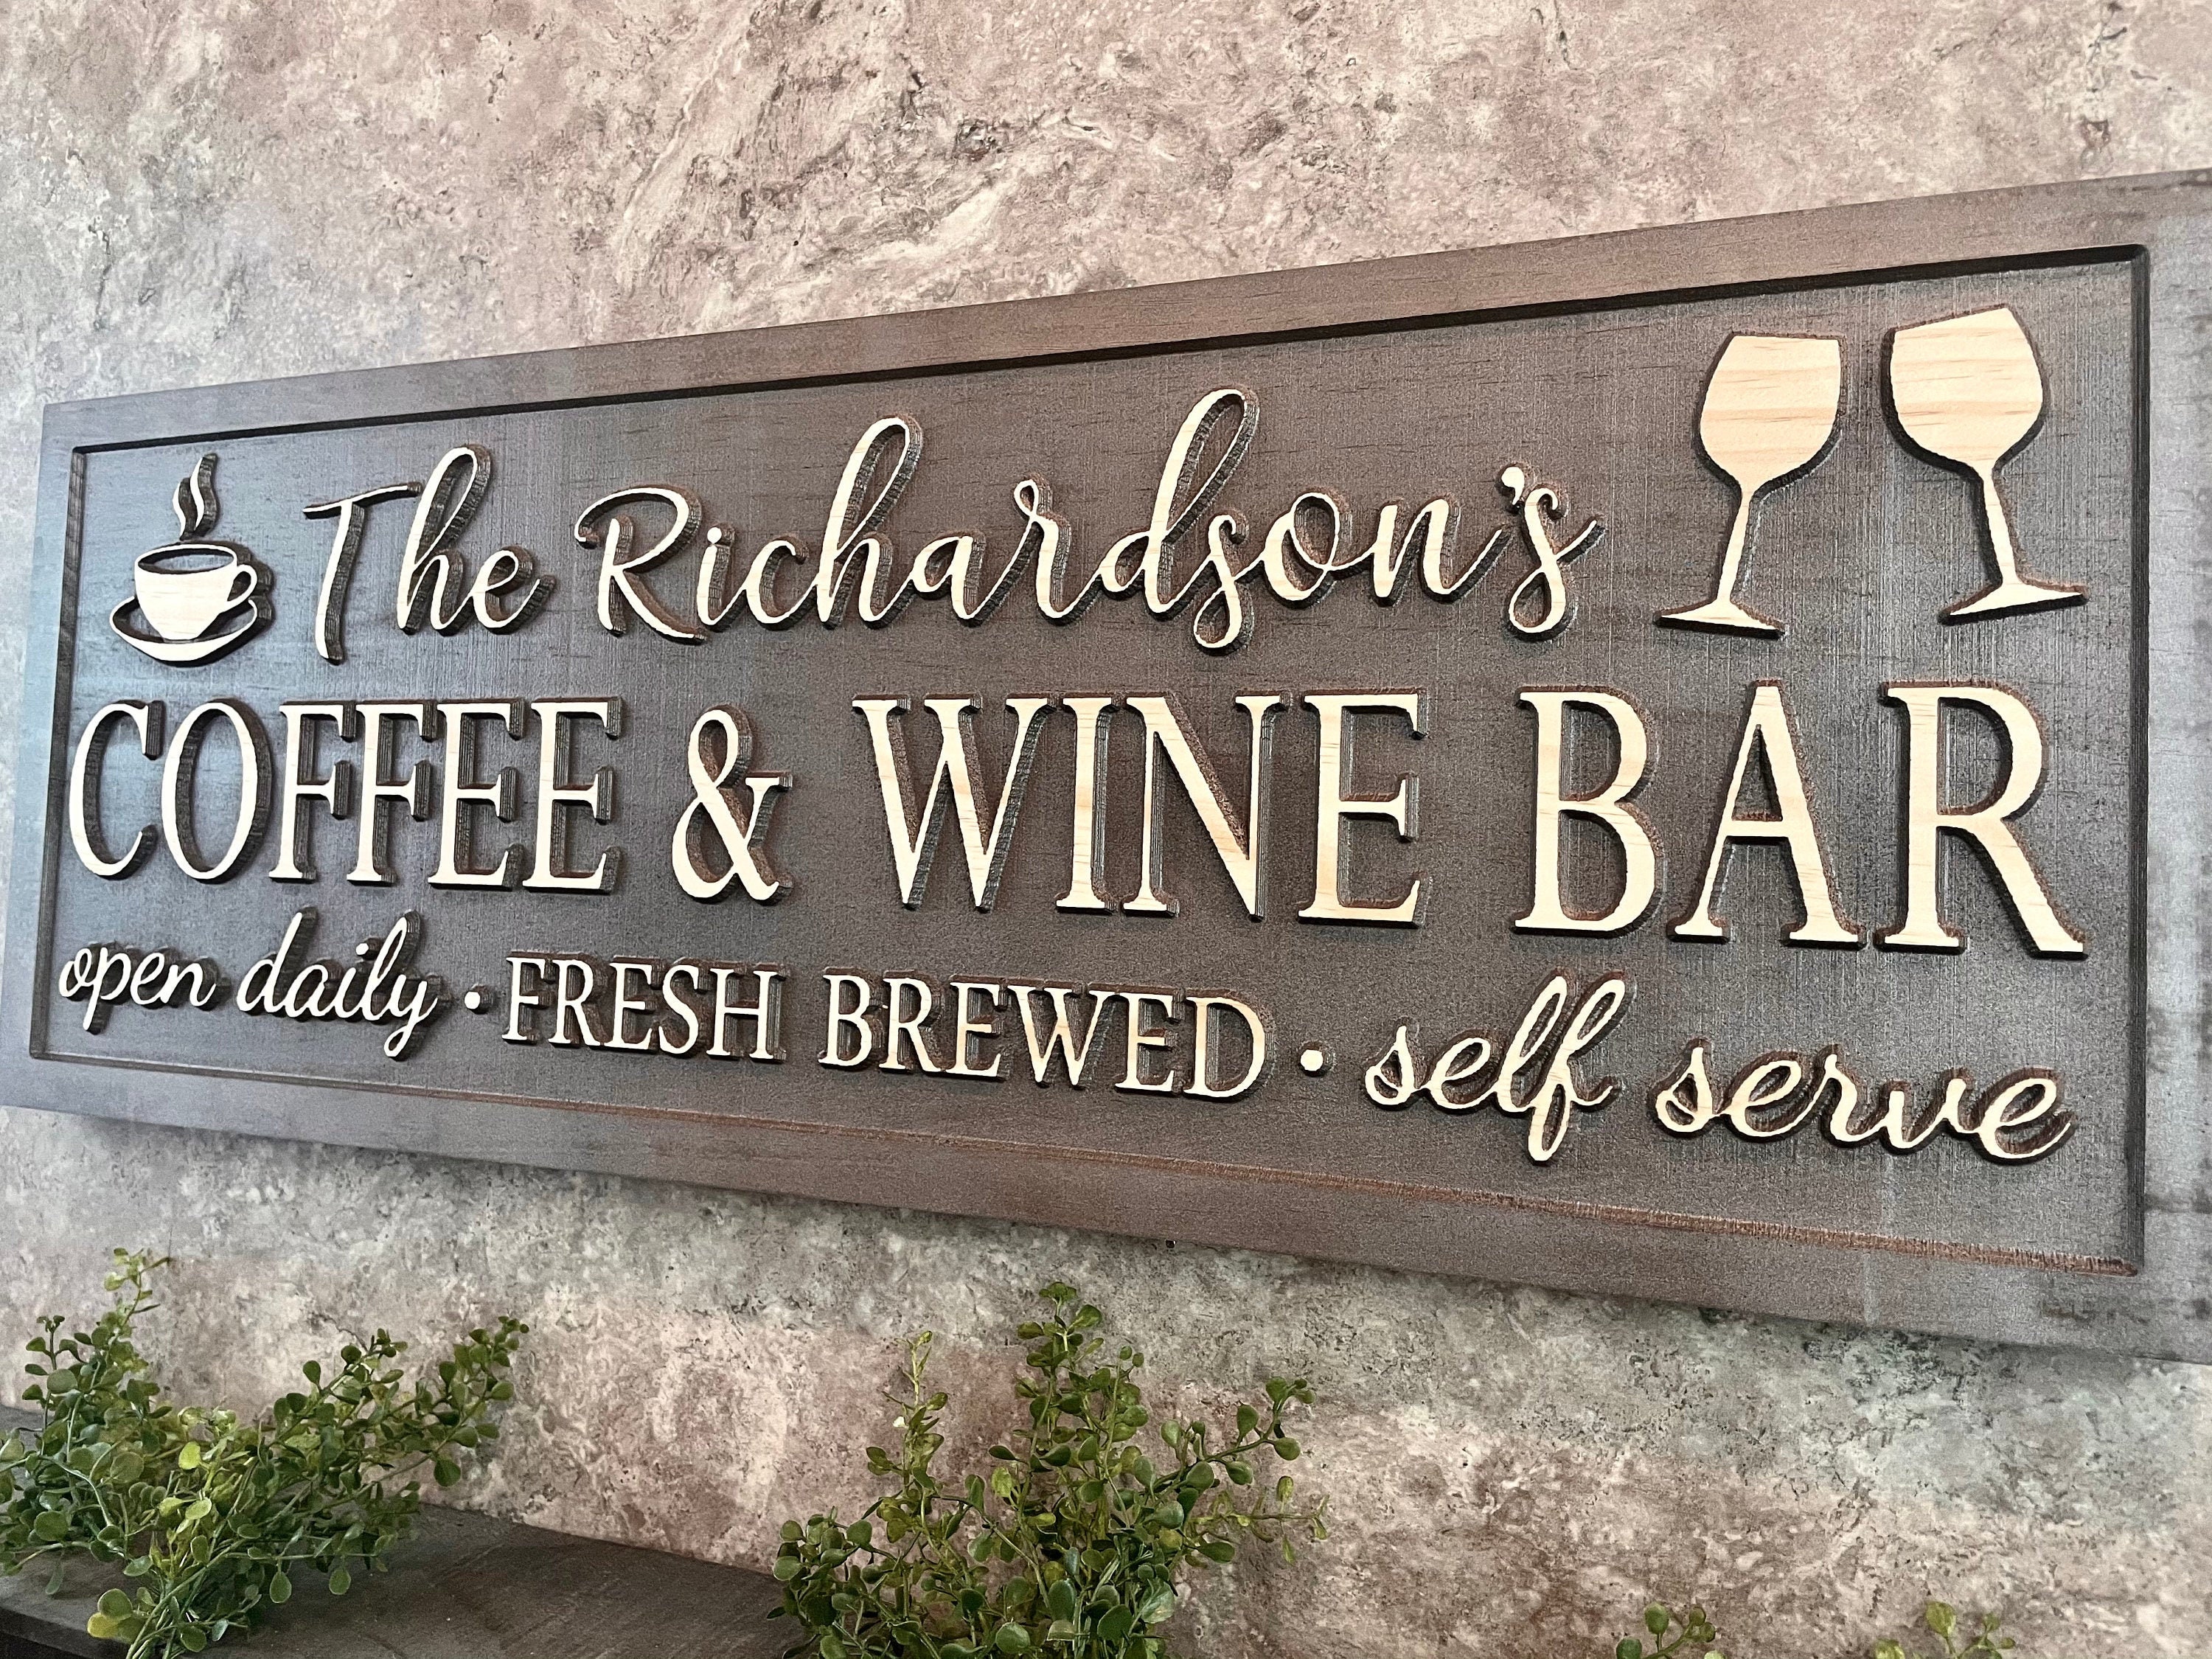 The Richardson's
COFFEE & WINE BAR
open daily • FRESH BREWED • self serve